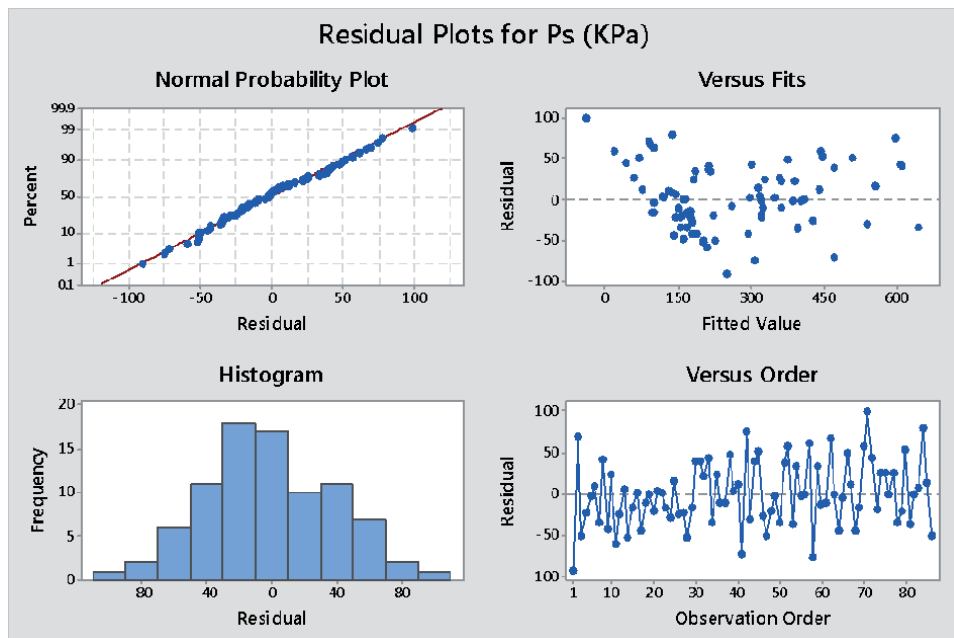 Residual Plots for Ps (KPa)
Normal Probability Plot
99.9
99
90
50
10
1
0.1
Percent
-100 -50 0 50 100
Residual
Versus Fits
100
50
0
-50
-100
Residual
0 150 300 450 600
Fitted Value
Histogram
20
15
10
5
0
Frequency
80 40 0 40 80
Residual
Versus Order
100
50
0
50
100
Residual
1 10 20 30 40 50 60 70 80
Observation Order